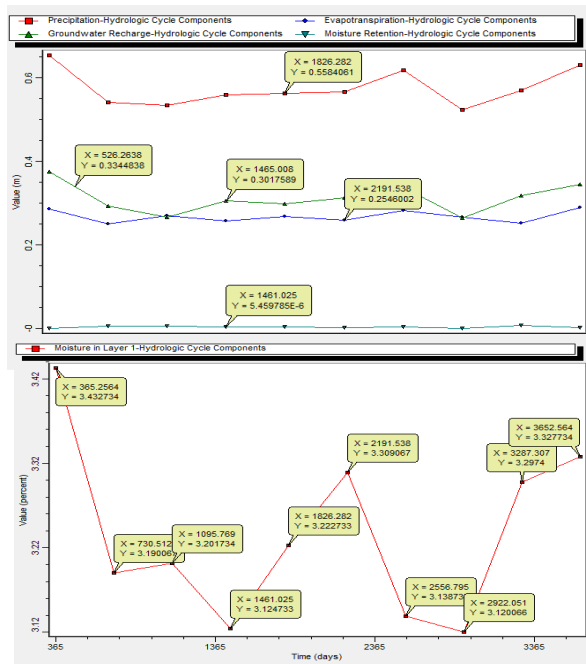 Precipitation-Hydrologic Cycle Components
Evapotranspiration-Hydrologic Cycle Components
Groundwater Recharge-Hydrologic Cycle Components
Moisture Retention-Hydrologic Cycle Components
Value (m)
0.6
0.4
0.2
-0
X = 1826.282
Y = 0.5584061
X = 526.2638
Y = 0.3344838
X = 1465.008
Y = 0.3017589
X = 2191.538
Y = 0.2546002
X = 1461.025
Y = 5.459785E-6
Moisture in Layer 1-Hydrologic Cycle Components
Value (percent)
3.42
3.32
3.22
3.12
X = 365.2564
Y = 3.432734
X = 730.512
Y = 3.19006
X = 1095.769
Y = 3.201734
X = 1461.025
Y = 3.124733
X = 1826.282
Y = 3.222733
X = 2191.538
Y = 3.309067
X = 2556.795
Y = 3.13873
X = 2922.051
Y = 3.120066
X = 3287.307
Y = 3.2974
X = 3652.564
Y = 3.327734
365
1365
2365
3365
Time (days)